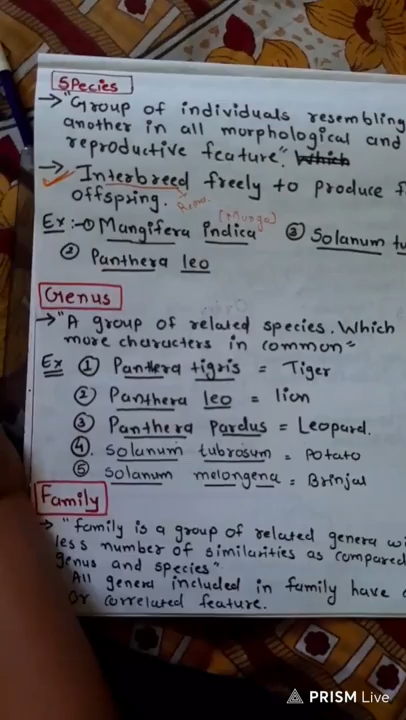 Species
→ "Group of individuals resembling
another in all morphological and
reproductive feature". Which
→ Interbreed freely to produce f
offspring.
Ex:- ① Mangifera indica ③ Solanum tu
[Mango]
② Panthera leo
Genus
→ "A group of related species. Which
more characters in common"
Ex ① Panthera tigris = Tiger
② Panthera leo = lion
③ Panthera pardus = Leopard.
④. solanum tubrosum = Potato
⑤ solanum melongena = Brinjal
Family
→ "family is a group of related genera wi
less number of similarities as compared
genus and species".
All genera included in family have
or correlated feature.
PRISM Live